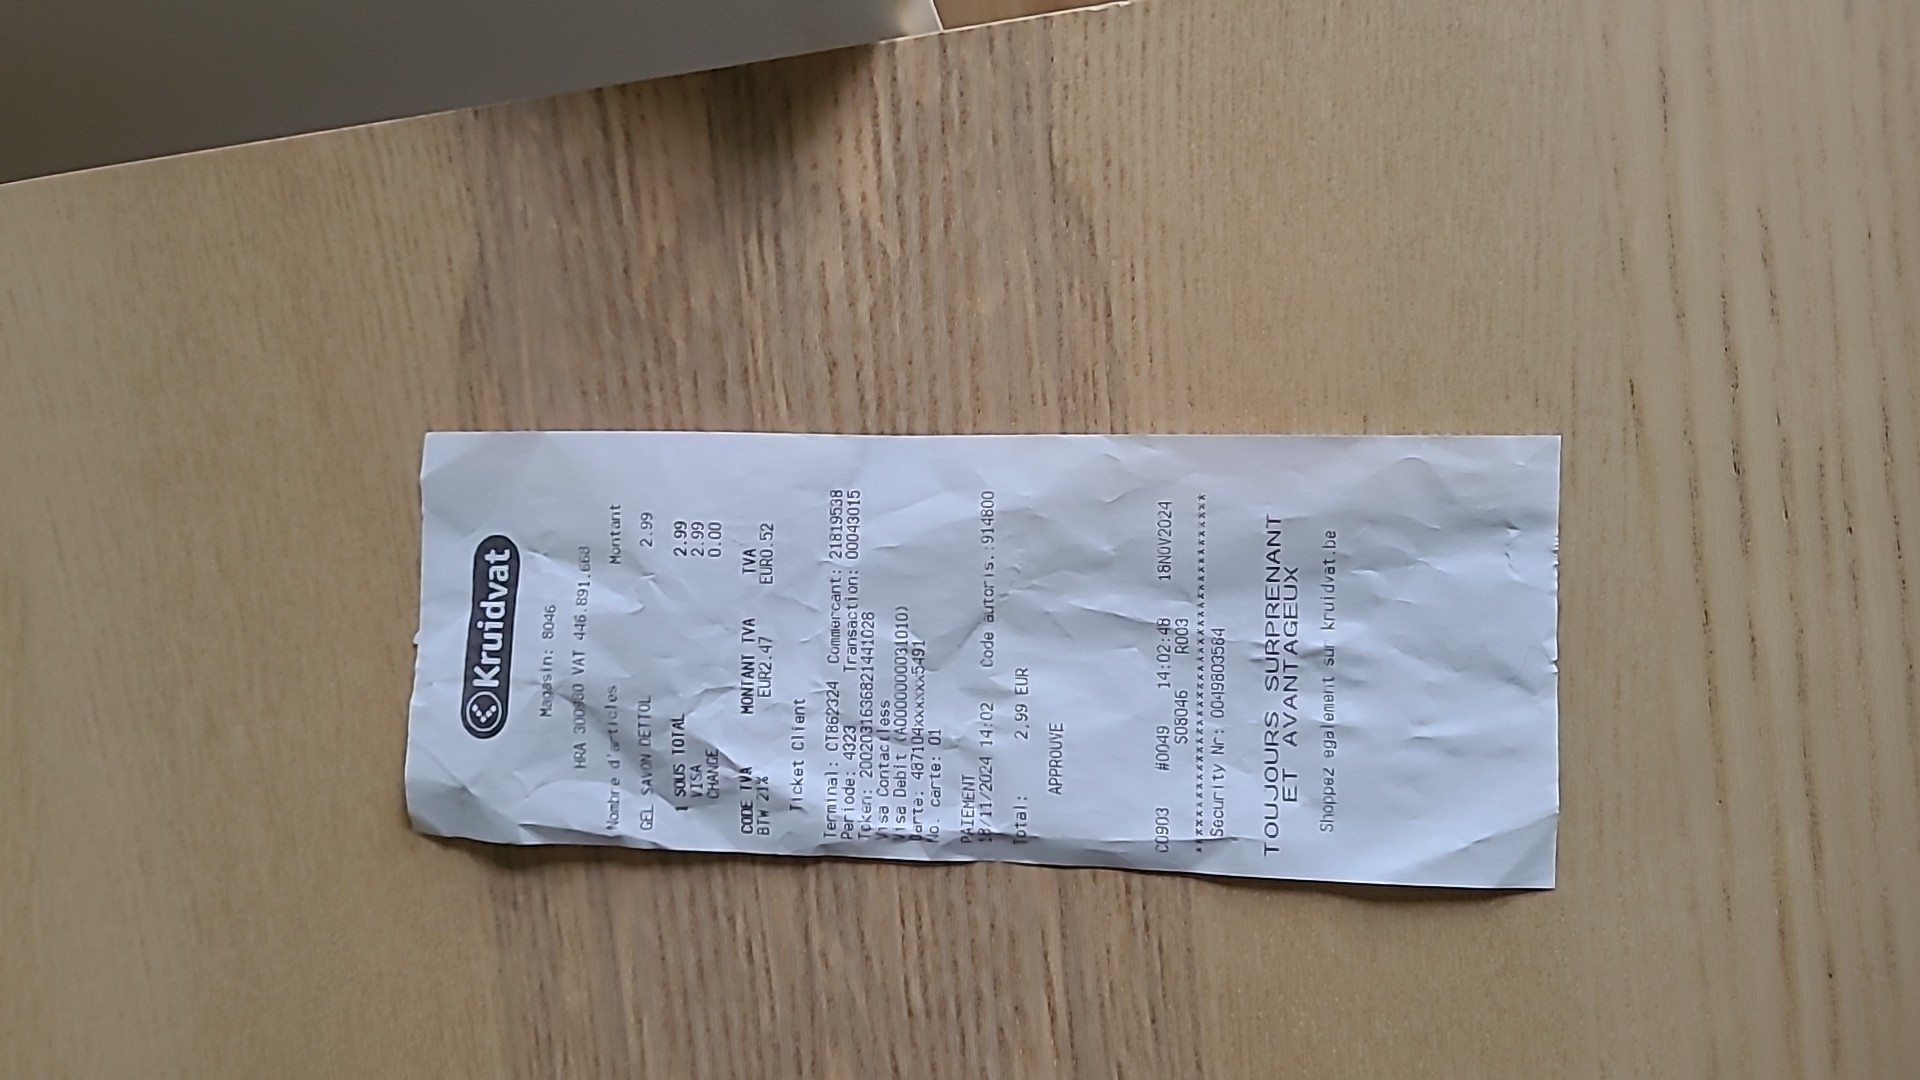 Kruidvat
Magasin: 8046
HRA VAT 446.891.
Nombre d'articles Montant
GEL SAVON DETTOL 2.99
1 SOUS TOTAL 2.99
VISA 2.99
CHANGE 0.00
CODE TVA MONTANT TVA TVA
BTW 21% EUR2.47 EUR0.52
Ticket Client
Terminal: CT862324 Commercant: 21819538
Periode: 4323 Transaction: 00043015
Token: 2002031636821441028
Visa Contactless
Visa Debit (A0000000031010)
Carte: 487104xxxxxx5491
No. carte: 01
PAIEMENT
18/11/2024 14:02 Code autoris.:914800
Total: 2,99 EUR
APPROUVE
C0903 #0049 14:02:48 18NOV2024
S08046 R003
Security Nr: 0049803584
TOUJOURS SURPRENANT
ET AVANTAGEUX
Shoppez egalement sur kruidvat.be